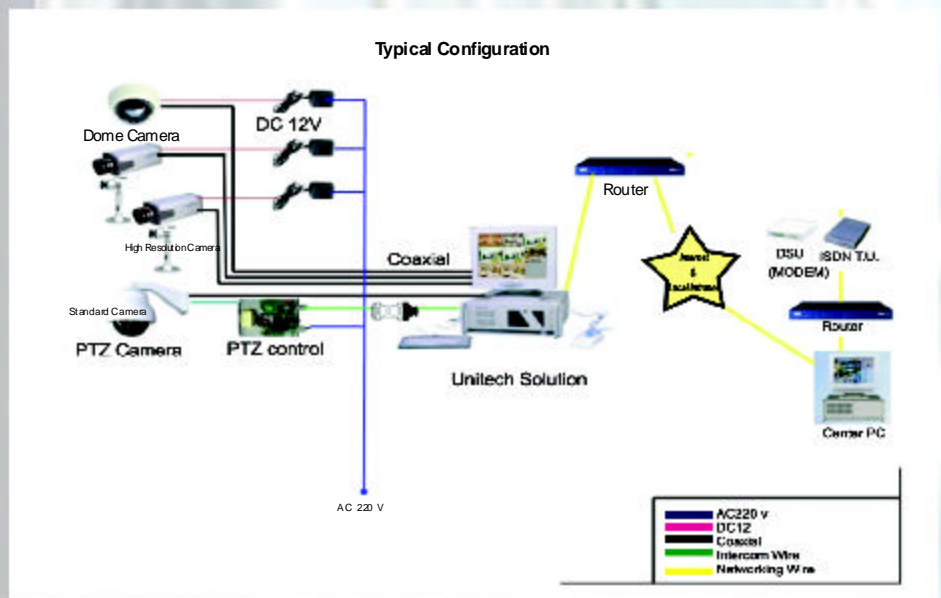 Typical Configuration
DC 12V
Dome Camera
Router
High Resolution Camera
Coaxial
DSU
(MODEM)
ISDN T.U.
&
Standard Camera
PTZ Camera
PTZ control
Router
Unitech Solution
Center PC
AC 220 V
AC220 v
DC12
Coaxial
Intercom Wire
Networking Wire